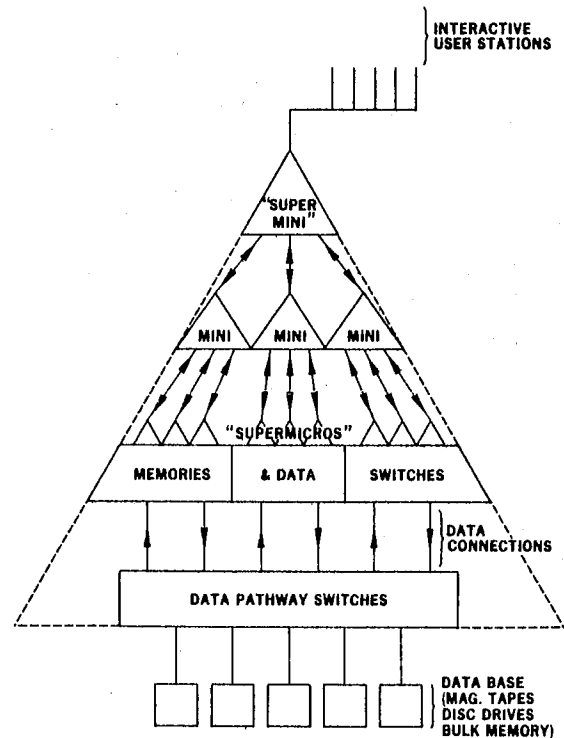 INTERACTIVE
USER STATIONS
"SUPER
MINI"
MINI MINI MINI
"SUPERMICROS"
MEMORIES & DATA SWITCHES
DATA
CONNECTIONS
DATA PATHWAY SWITCHES
DATA BASE
(MAG. TAPES
DISC DRIVES
BULK MEMORY)